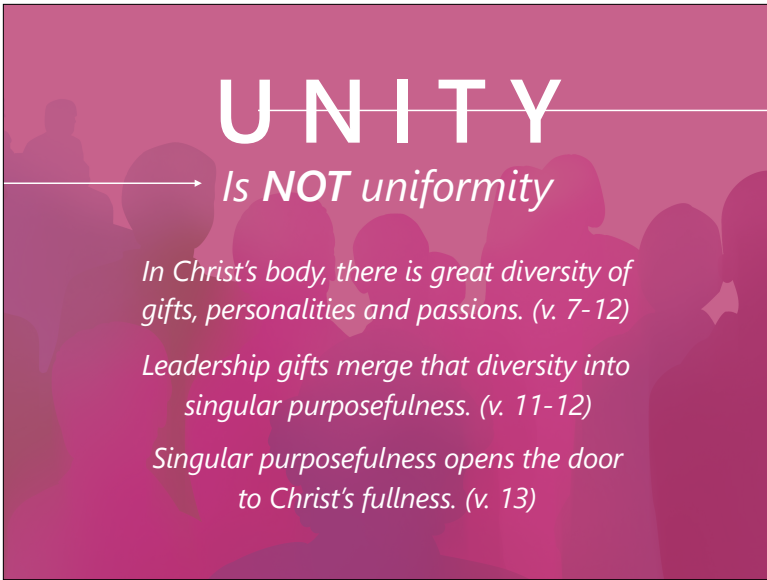 UNITY
Is NOT uniformity
In Christ's body, there is great diversity of
gifts, personalities and passions. (v. 7-12)
Leadership gifts merge that diversity into
singular purposefulness. (v. 11-12)
Singular purposefulness opens the door
to Christ's fullness. (v. 13)